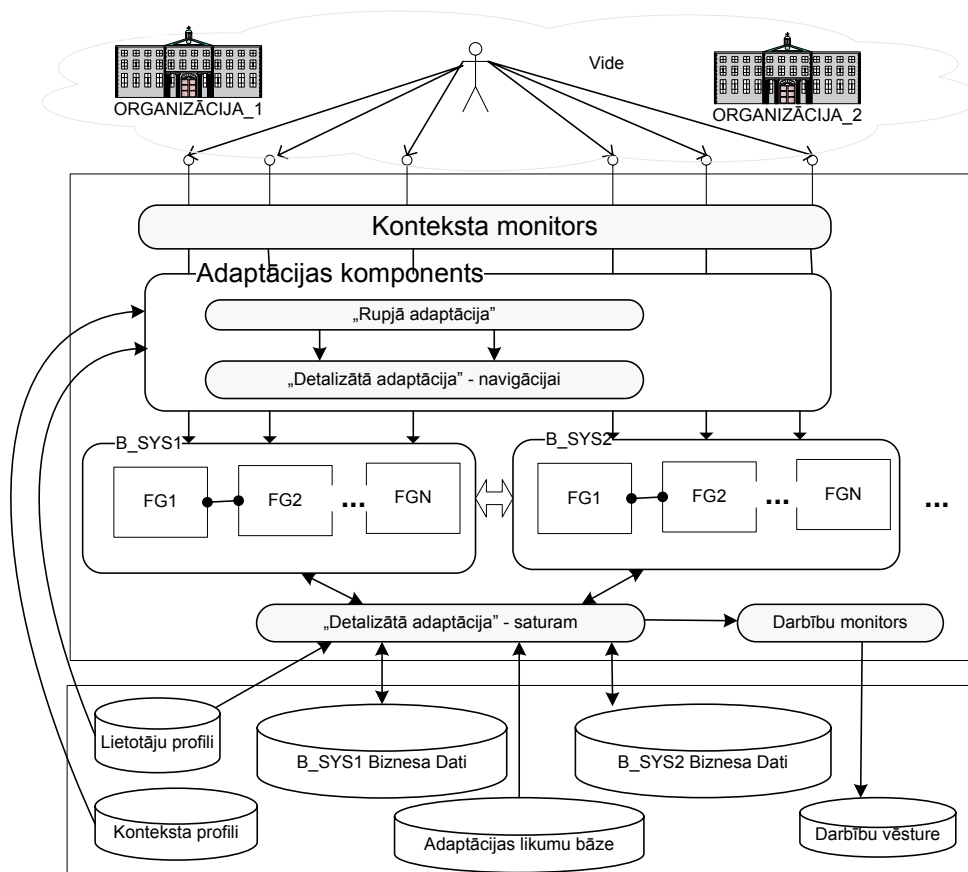 Vide
ORGANIZĀCIJA_1
ORGANIZĀCIJA_2
Konteksta monitors
Adaptācijas komponents
„Rupjā adaptācija”
„Detalizātā adaptācija” - navigācijai
B_SYS1
B_SYS2
FG1
FG2
...
FGN
FG1
FG2
...
FGN
...
„Detalizātā adaptācija” - saturam
Darbību monitors
Lietotāju profili
B_SYS1 Biznesa Dati
B_SYS2 Biznesa Dati
Konteksta profili
Adaptācijas likumu bāze
Darbību vēsture